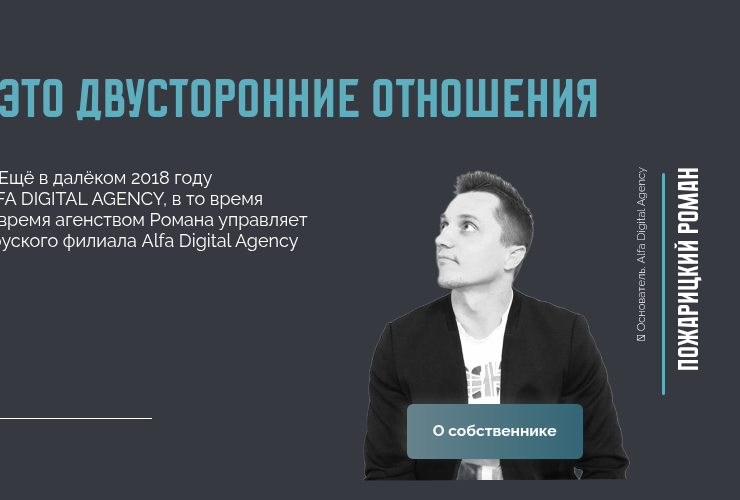 ЭТО ДВУСТОРОННИЕ ОТНОШЕНИЯ
Ещё в далёком 2018 году
FA DIGITAL AGENCY, в то время
время агенством Романа управляет
уского филиала Alfa Digital Agency
О собственнике
Основатель. Alfa Digital Agency
ПОЖАРИЦКИЙ РОМАН